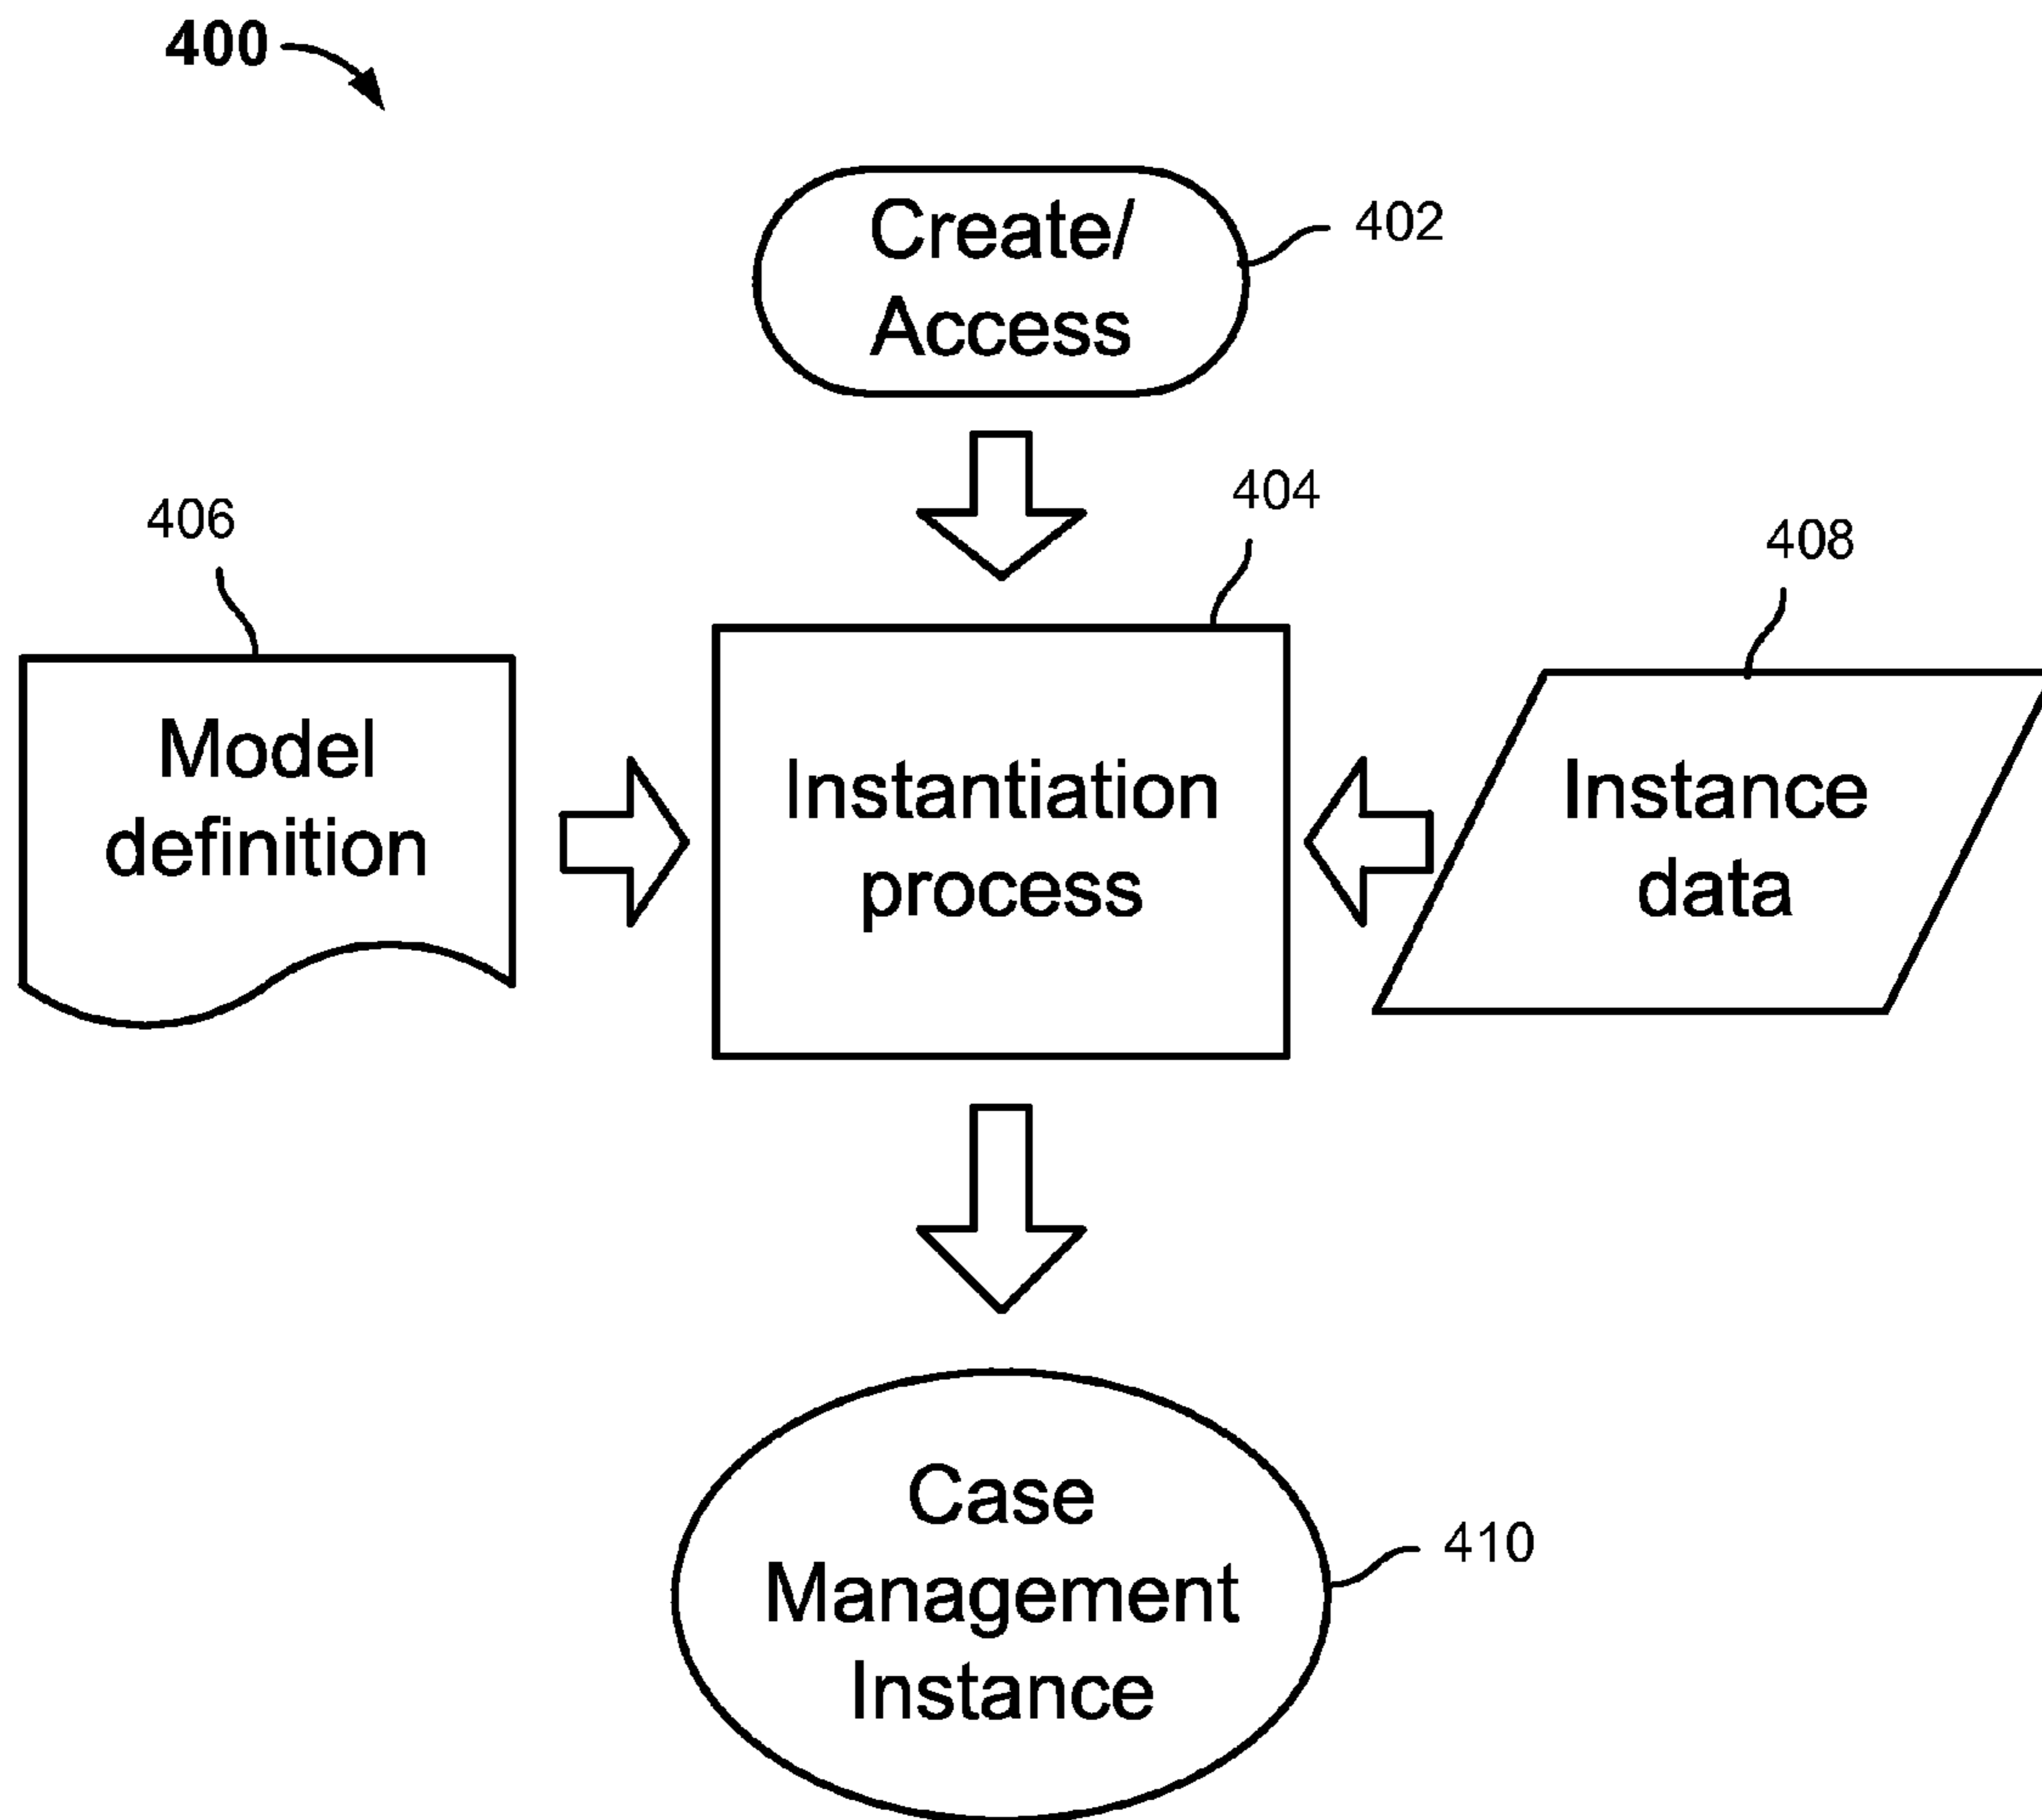 400
Create/
Access
402
404
406
408
Model
definition
Instantiation
process
Instance
data
Case
Management
Instance
410